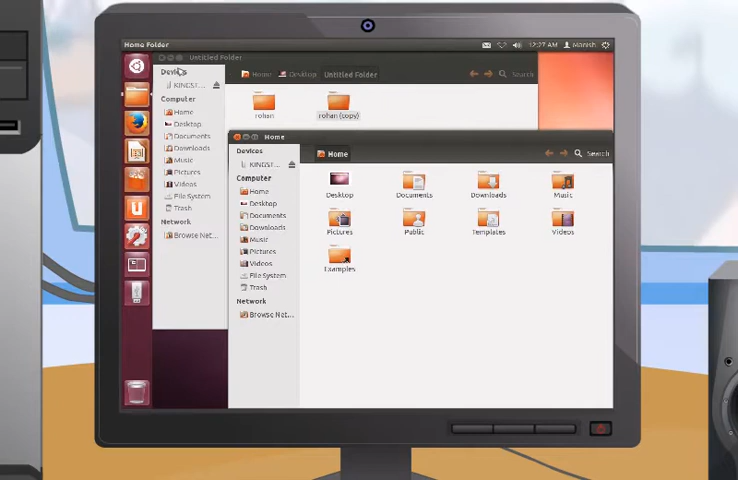 Home Folder
12:27 AM
Manish
Untitled Folder
Devices
KINGST...
Computer
Home
Desktop
Documents
Downloads
Music
Pictures
Videos
File System
Trash
Network
Browse Net...
Home
Desktop
Untitled Folder
Search
rohan
rohan (copy)
Home
Devices
KINGST...
Computer
Home
Desktop
Documents
Downloads
Music
Pictures
Videos
File System
Trash
Network
Browse Net...
Home
Search
Desktop
Documents
Downloads
Music
Pictures
Public
Templates
Videos
Examples